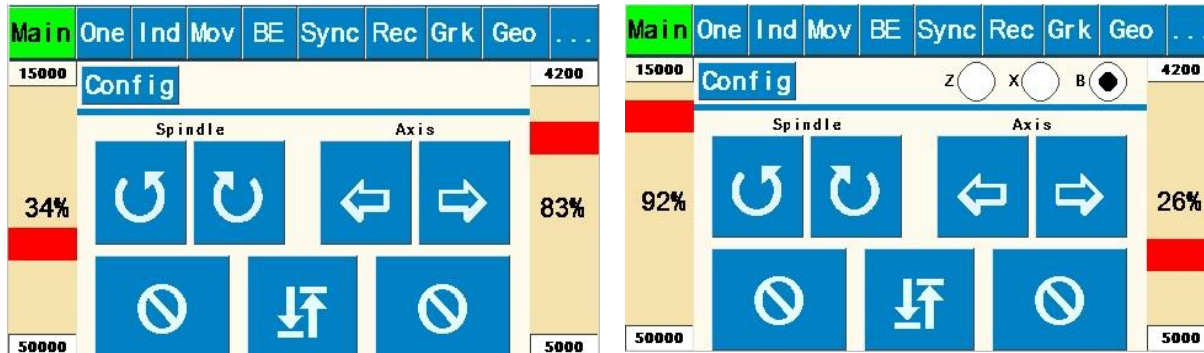 Main One Ind Mov BE Sync Rec Grk Geo ...
15000 Config 4200
Spindle Axis
34% 83%
50000 5000
Main One Ind Mov BE Sync Rec Grk Geo ...
15000 Config Z X B 4200
Spindle Axis
92% 26%
50000 5000